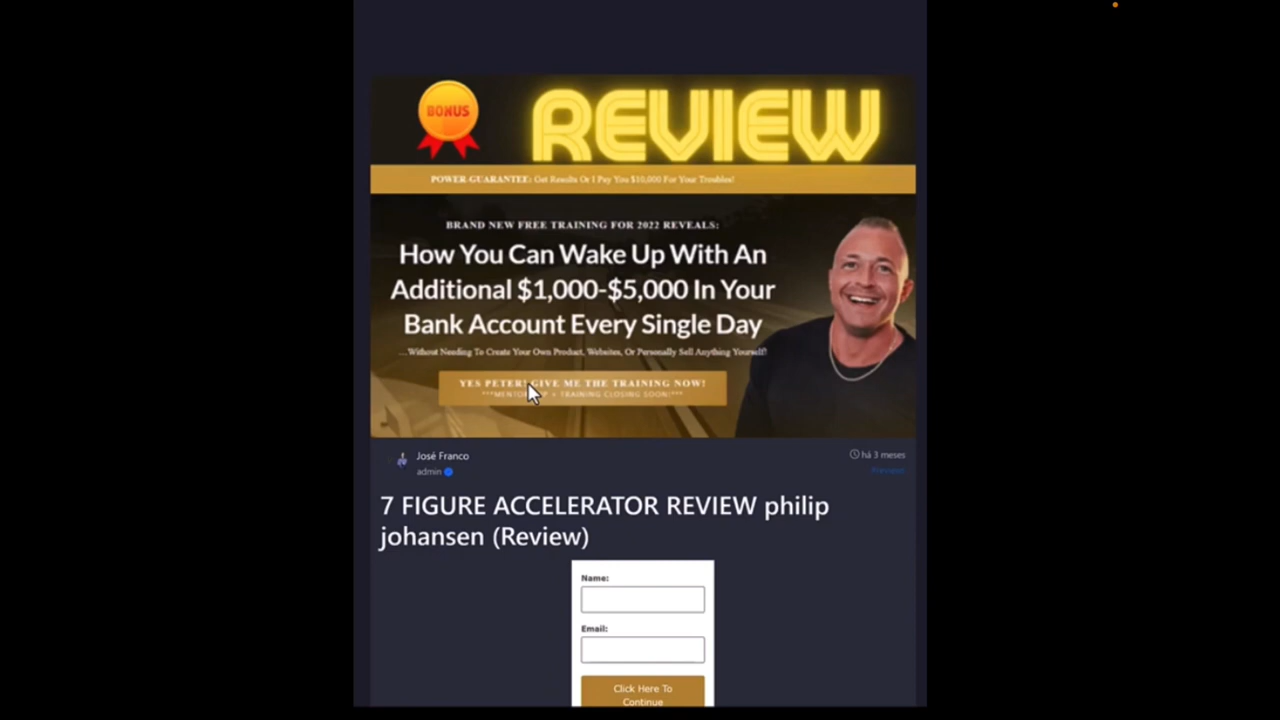 BONUS
REVIEW
POWER-GUARANTEE: Get Results Or I Pay You $10,000 For Your Troubles!
BRAND NEW FREE TRAINING FOR 2022 REVEALS:
How You Can Wake Up With An
Additional $1,000-$5,000 In Your
Bank Account Every Single Day
...Without Needing To Create Your Own Product, Websites, Or Personally Sell Anything Yourself!
YES PETER! GIVE ME THE TRAINING NOW!
+ TRAINING CLOSING SOON!***
José Franco
admin
há 3 meses
7 FIGURE ACCELERATOR REVIEW philip
johansen (Review)
Name:
Email:
Click Here To
Continue